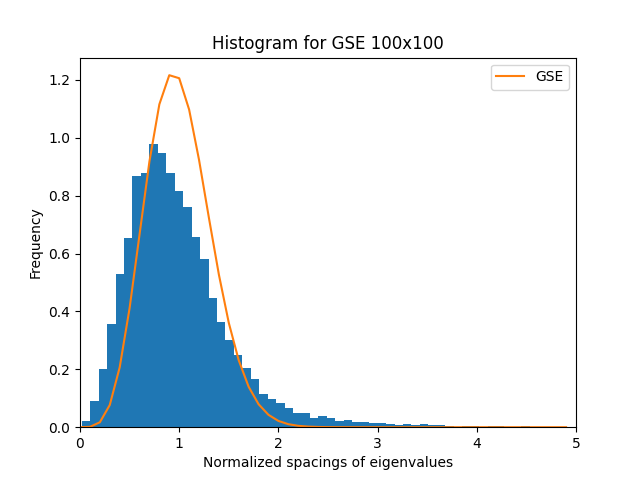 Histogram for GSE 100x100
GSE
1.2
1.0
0.8
0.6
0.4
0.2
0.0
Frequency
0 1 2 3 4 5
Normalized spacings of eigenvalues